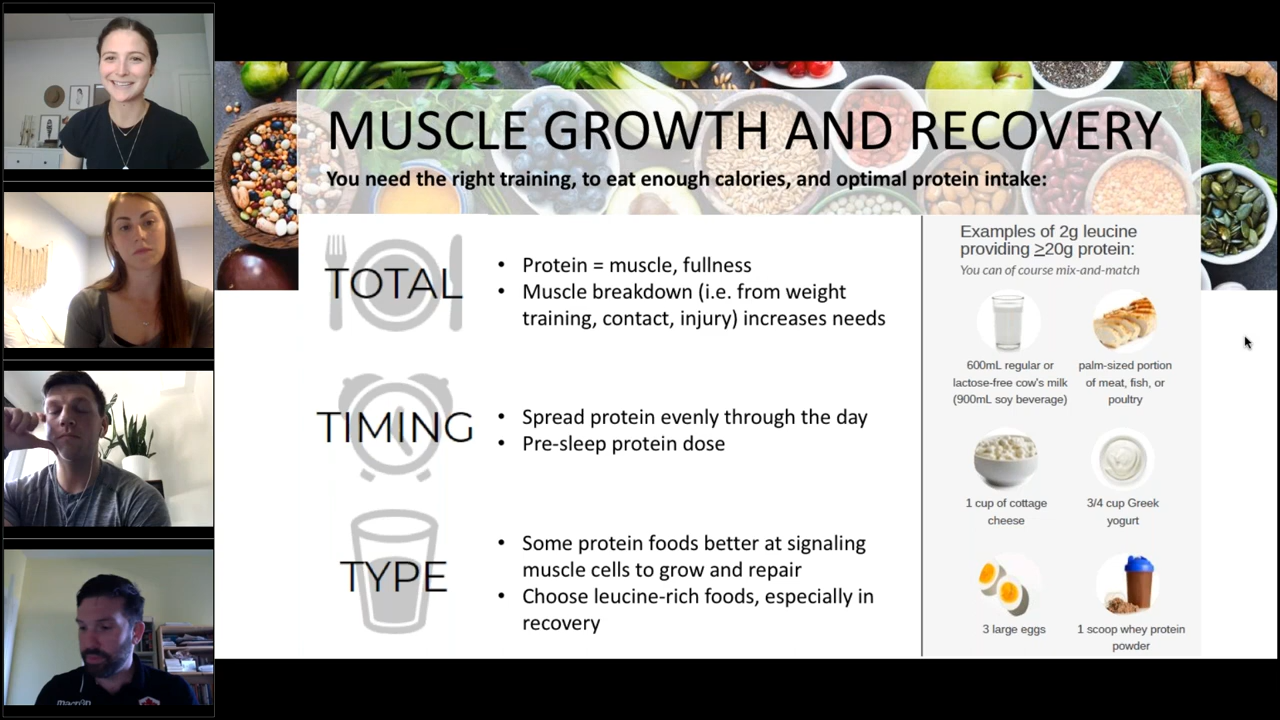 MUSCLE GROWTH AND RECOVERY
You need the right training, to eat enough calories, and optimal protein intake:
TOTAL
• Protein = muscle, fullness
• Muscle breakdown (i.e. from weight
training, contact, injury) increases needs
TIMING
• Spread protein evenly through the day
• Pre-sleep protein dose
TYPE
• Some protein foods better at signaling
muscle cells to grow and repair
• Choose leucine-rich foods, especially in
recovery
Examples of 2g leucine
providing ≥20g protein:
You can of course mix-and-match
600mL regular or
lactose-free cow's milk
(900mL soy beverage)
palm-sized portion
of meat, fish, or
poultry
1 cup of cottage
cheese
3/4 cup Greek
yogurt
3 large eggs
1 scoop whey protein
powder
macron